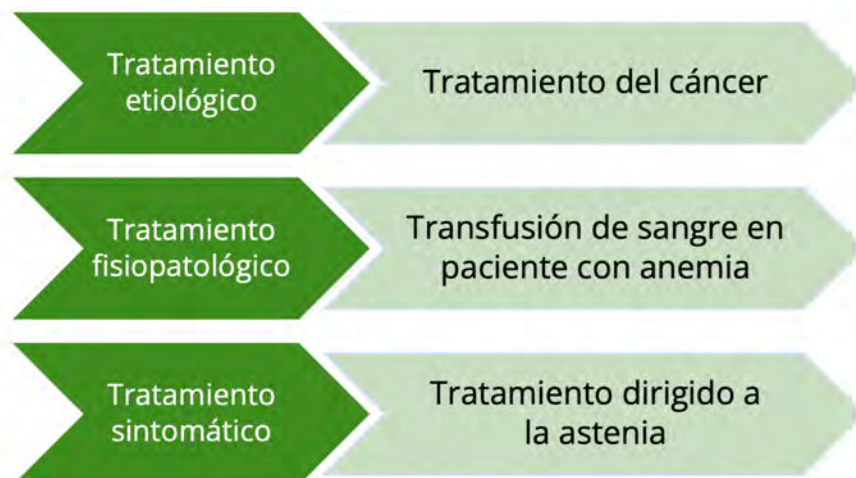 Tratamiento
etiológico
Tratamiento del cáncer
Tratamiento
fisiopatológico
Transfusión de sangre en
paciente con anemia
Tratamiento
sintomático
Tratamiento dirigido a
la astenia